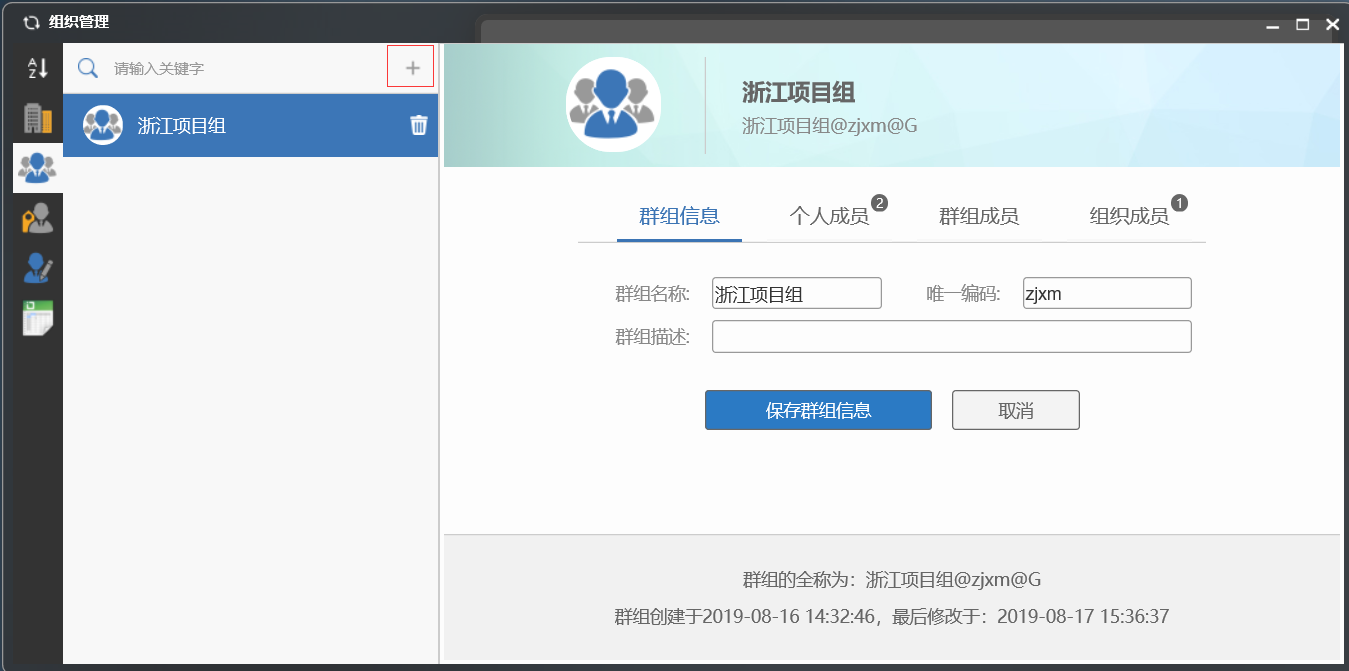 组织管理
A
Z
请输入关键字
浙江项目组
浙江项目组
浙江项目组@zjxm@G
群组信息 个人成员 2 群组成员 组织成员 1
群组名称: 浙江项目组 唯一编码: zjxm
群组描述:
保存群组信息 取消
群组的全称为：浙江项目组@zjxm@G
群组创建于2019-08-16 14:32:46，最后修改于：2019-08-17 15:36:37